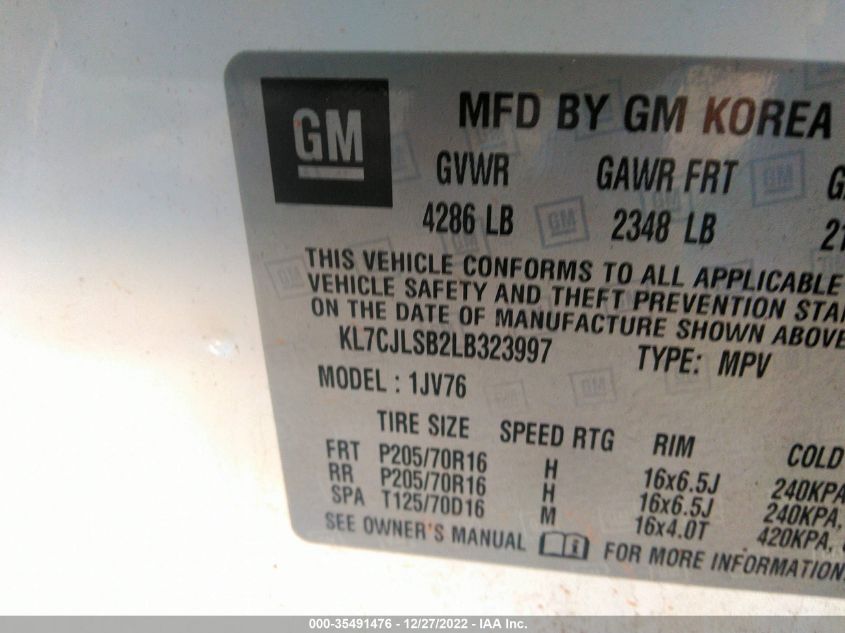 GM
MFD BY GM KOREA
GVWR GAWR FRT
4286 LB 2348 LB
THIS VEHICLE CONFORMS TO ALL APPLICABLE
VEHICLE SAFETY AND THEFT PREVENTION STA
ON THE DATE OF MANUFACTURE SHOWN ABOVE
KL7CJLSB2LB323997 TYPE: MPV
MODEL : 1JV76
TIRE SIZE SPEED RTG RIM COLD
FRT P205/70R16 H 16x6.5J 240KPA
RR P205/70R16 H 16x6.5J 240KPA,
SPA T125/70D16 M 16x4.0T 420KPA,
SEE OWNER'S MANUAL FOR MORE INFORMATION
000-35491476 - 12/27/2022 - IAA Inc.